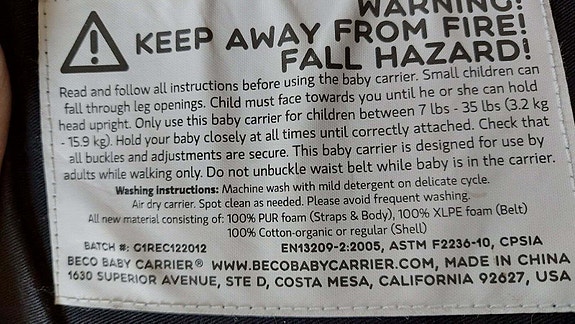 WARNING!
KEEP AWAY FROM FIRE!
FALL HAZARD!
Read and follow all instructions before using the baby carrier. Small children can
fall through leg openings. Child must face towards you until he or she can hold
head upright. Only use this baby carrier for children between 7 lbs - 35 lbs (3.2 kg
- 15.9 kg). Hold your baby closely at all times until correctly attached. Check that
all buckles and adjustments are secure. This baby carrier is designed for use by
adults while walking only. Do not unbuckle waist belt while baby is in the carrier.
Washing instructions: Machine wash with mild detergent on delicate cycle.
Air dry carrier. Spot clean as needed. Please avoid frequent washing.
All new material consisting of: 100% PUR foam (Straps & Body), 100% XLPE foam (Belt)
100% Cotton-organic or regular (Shell)
BATCH #: G1REC122012 EN13209-2:2005, ASTM F2236-10, CPSIA
BECO BABY CARRIER® WWW.BECOBABYCARRIER.COM, MADE IN CHINA
1630 SUPERIOR AVENUE, STE D, COSTA MESA, CALIFORNIA 92627, USA